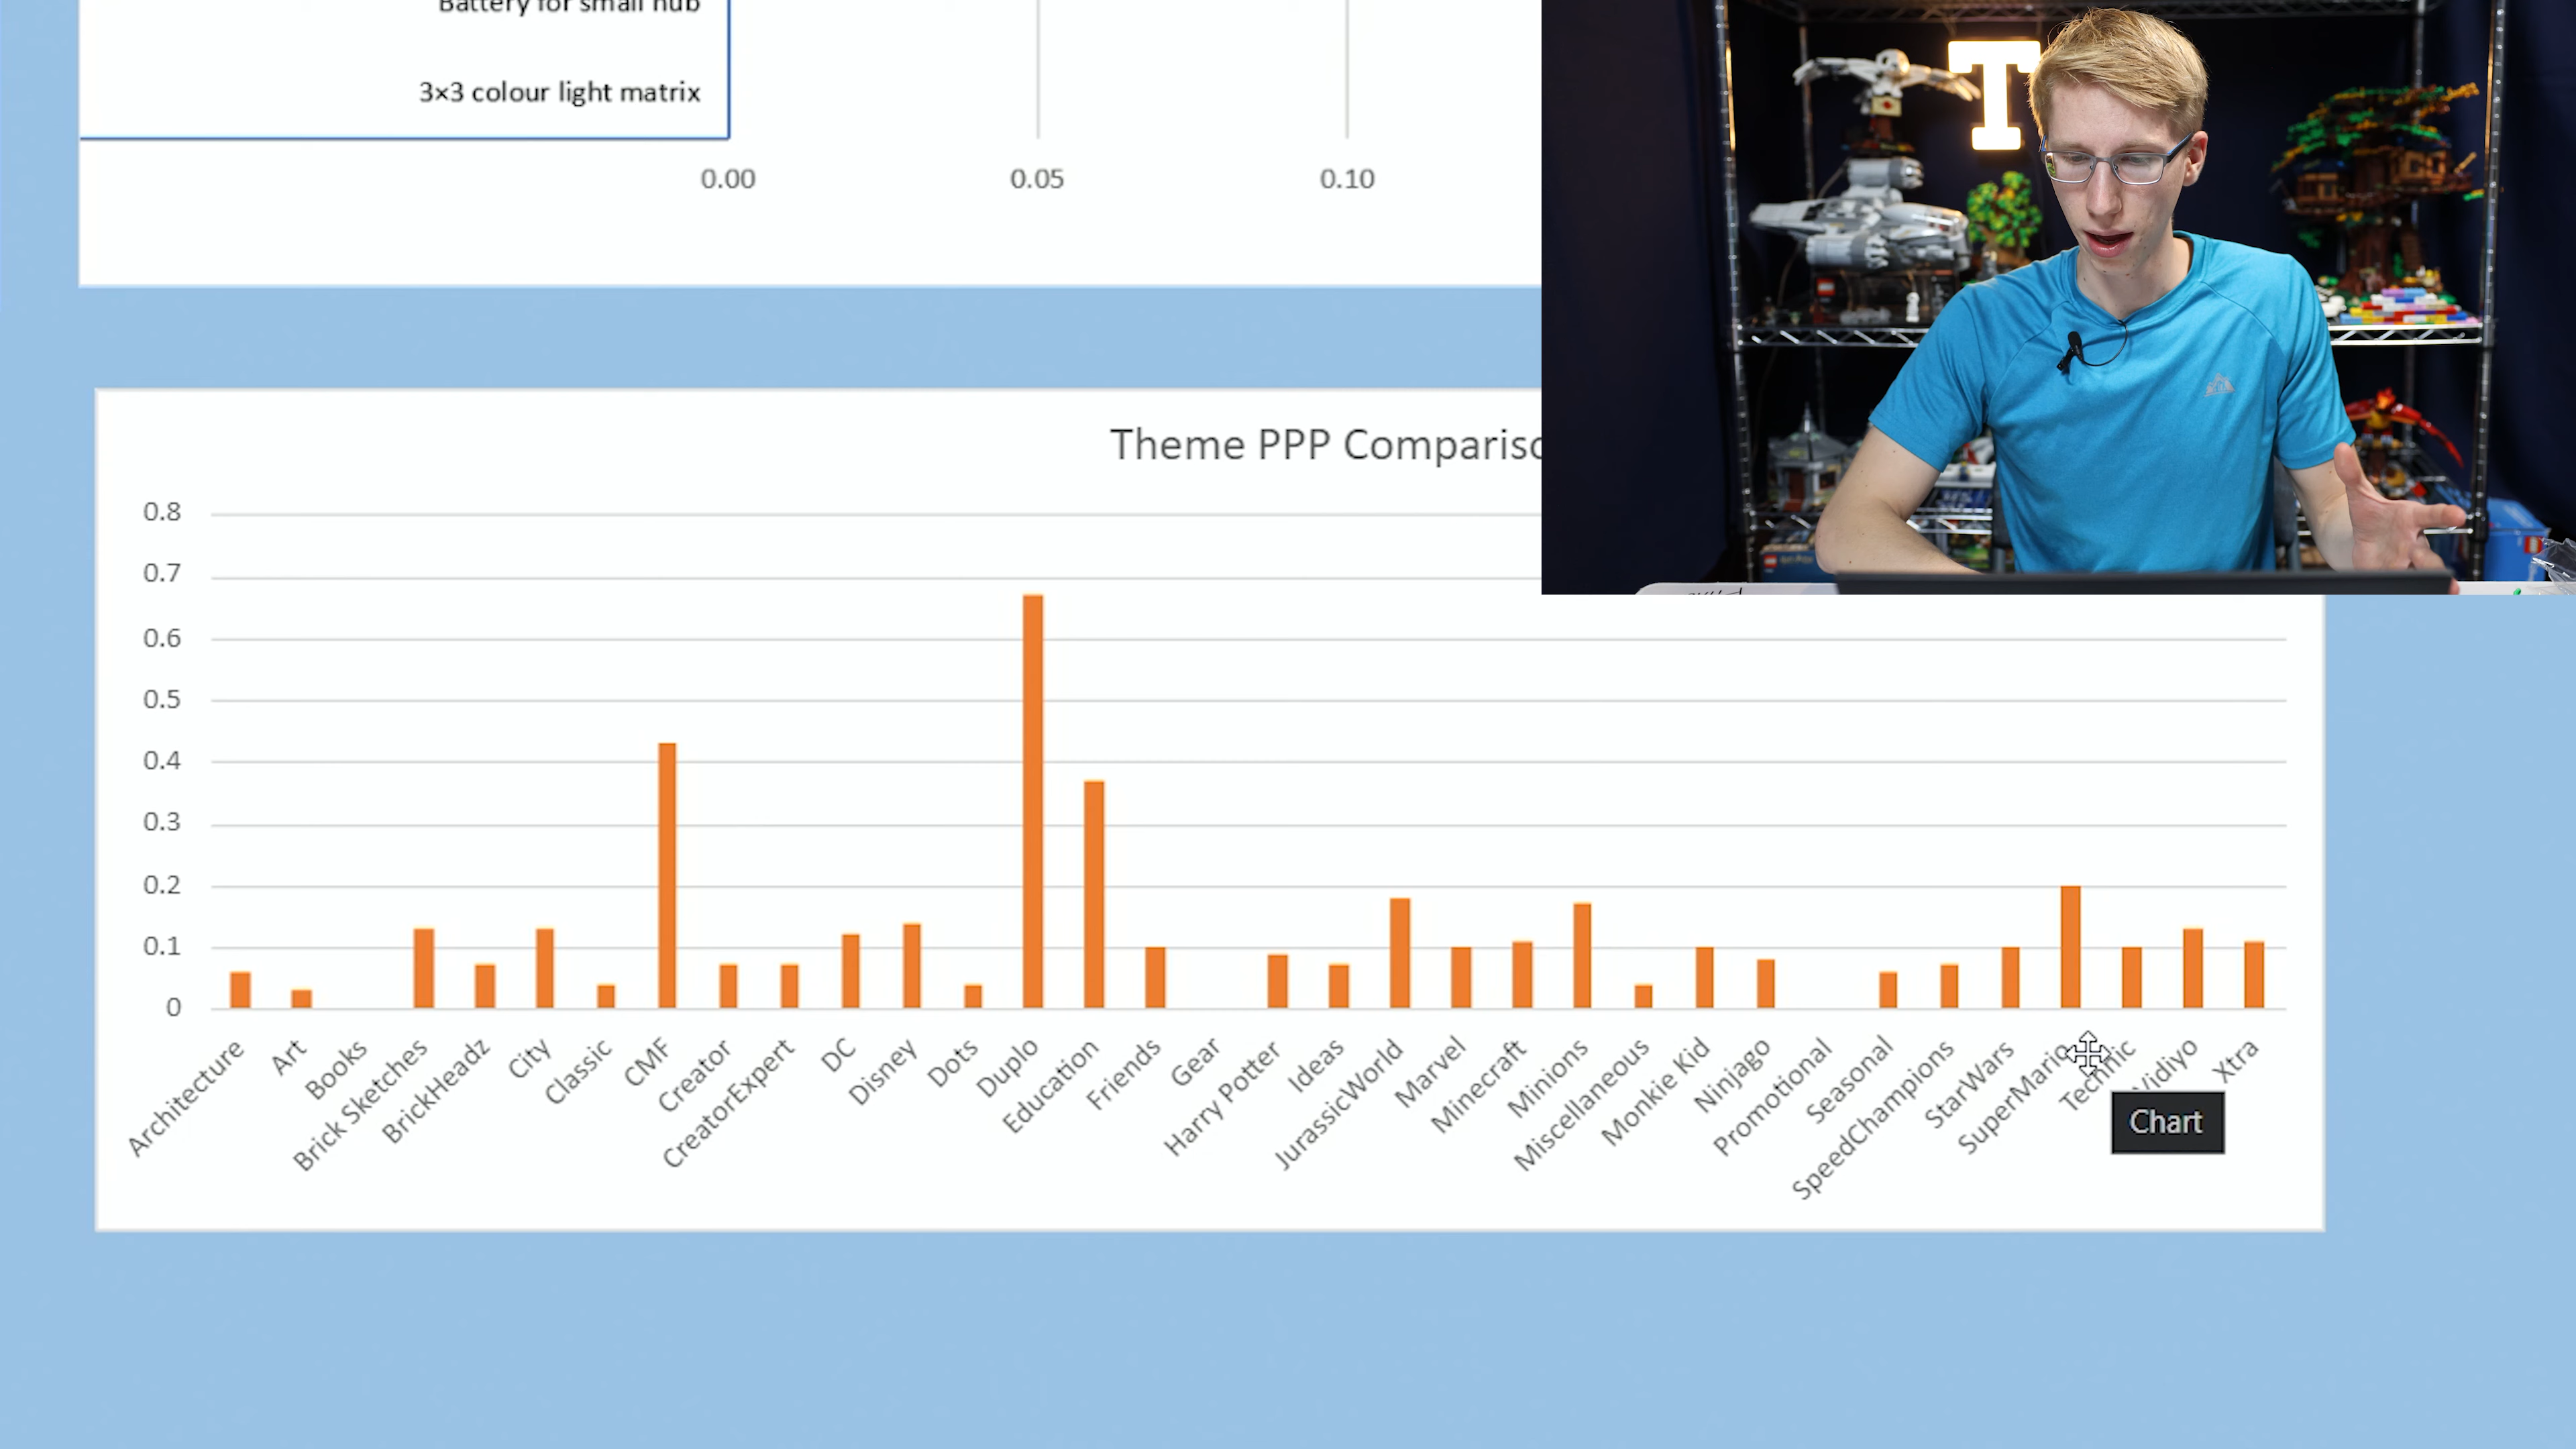 Battery for small hub
3×3 colour light matrix
0.00 0.05 0.10
T
Theme PPP
0.8
0.7
0.6
0.5
0.4
0.3
0.2
0.1
0
Architecture
Art
Books
Brick Sketches
BrickHeadz
City
Classic
CMF
Creator
CreatorExpert
DC
Disney
Dots
Duplo
Education
Friends
Gear
Harry Potter
Ideas
JurassicWorld
Marvel
Minecraft
Minions
Miscellaneous
Monkie Kid
Ninjago
Promotional
Seasonal
SpeedChampions
StarWars
SuperMario
Technic
Vidiyo
Xtra
Chart